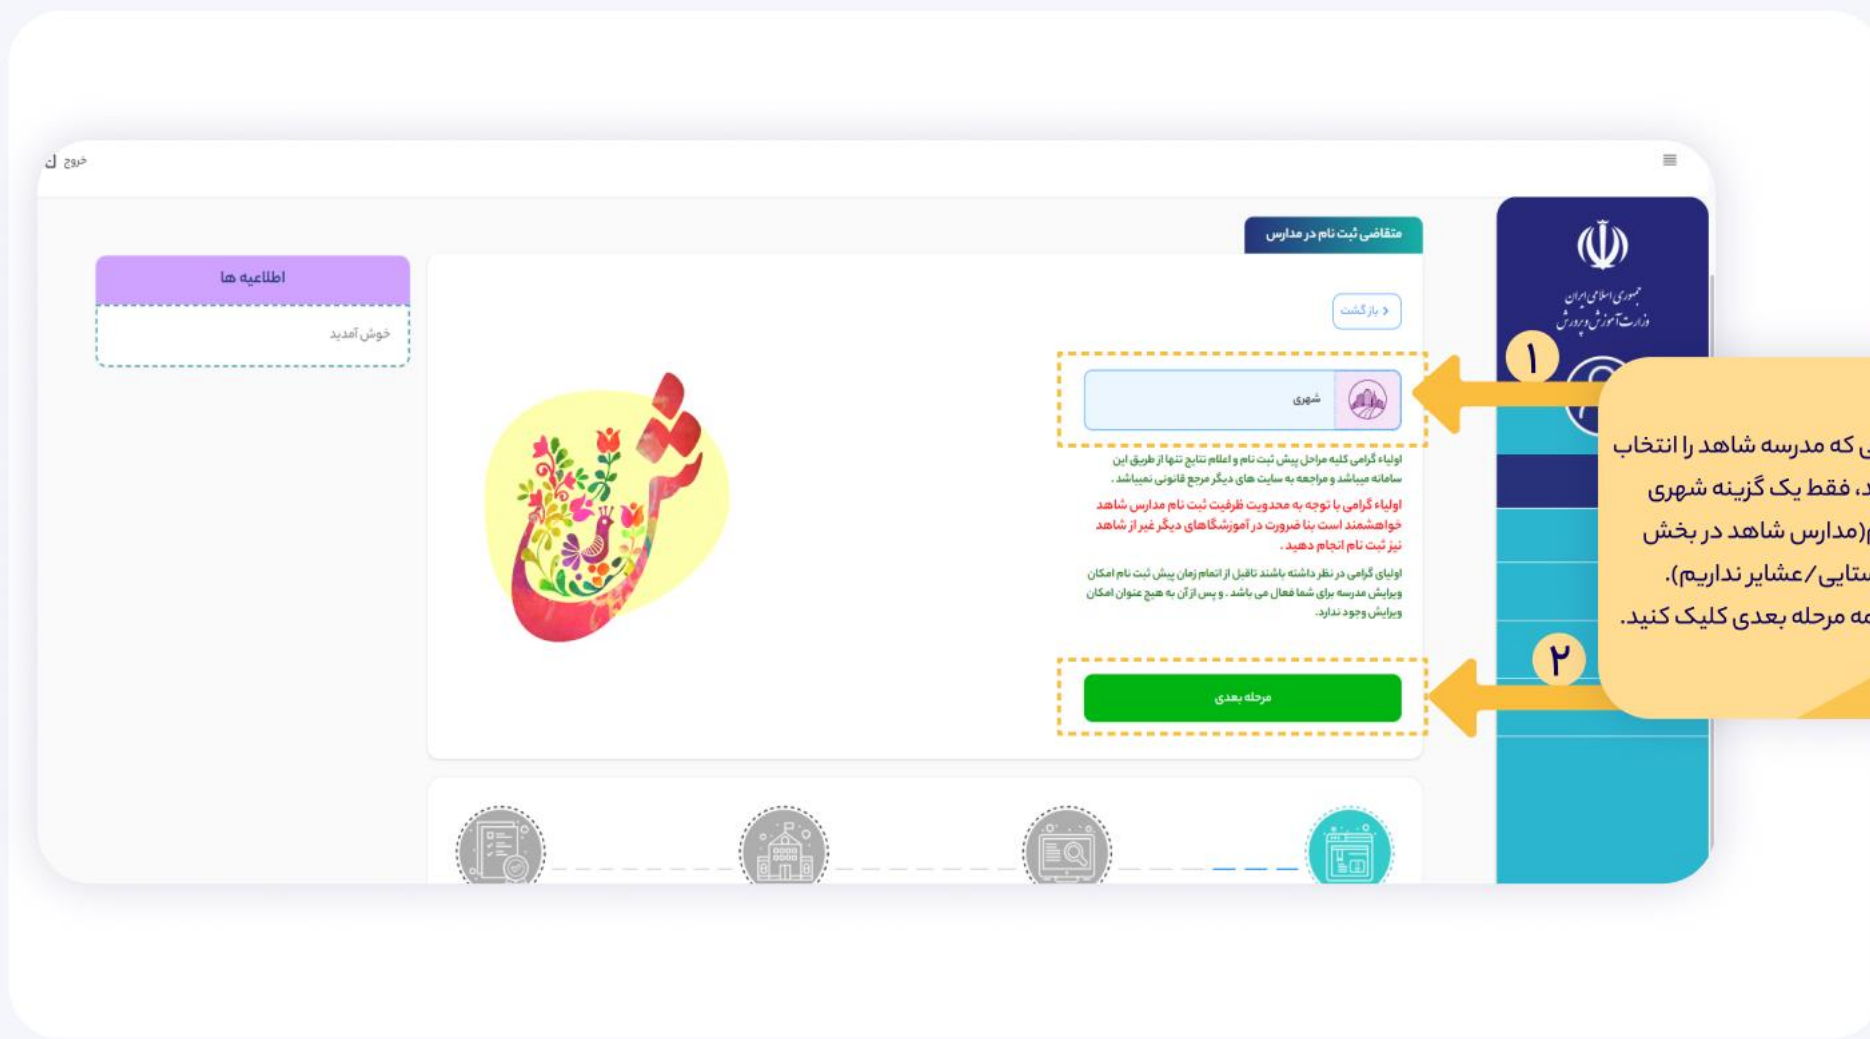 خروج
متقاضی ثبت نام در مدارس
بازگشت
شهری
اولیاء گرامی کلیه مراحل پیش ثبت نام و اعلام نتایج تنها از طریق این
سامانه میباشد و مراجعه به سایت های دیگر مرجع قانونی نمیباشد .
اولیاء گرامی با توجه به محدویت ظرفیت ثبت نام مدارس شاهد
خواهشمند است بنا ضرورت در آموزشگاهای دیگر غیر از شاهد
نیز ثبت نام انجام دهید .
اولیای گرامی در نظر داشته باشند تاقبل از اتمام زمان پیش ثبت نام امکان
ویرایش مدرسه برای شما فعال می باشد . و پس از آن به هیچ عنوان امکان
ویرایش وجود ندارد.
مرحله بعدی
اطلاعیه ها
خوش آمدید
جمهوری اسلامی ایران
وزارت آموزش و پرورش
۱
که مدرسه شاهد را انتخاب
فقط یک گزینه شهری
(مدارس شاهد در بخش
/عشایر نداریم).
مرحله بعدی کلیک کنید.
۲